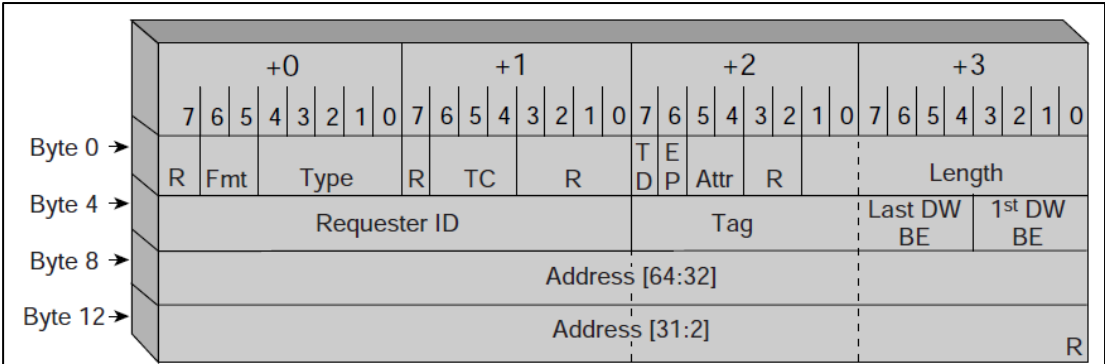 +0 +1 +2 +3
7 6 5 4 3 2 1 0 7 6 5 4 3 2 1 0 7 6 5 4 3 2 1 0 7 6 5 4 3 2 1 0
Byte 0 R Fmt Type R TC R TD EP Attr R Length
Byte 4 Requester ID Tag Last DW BE 1st DW BE
Byte 8 Address [64:32]
Byte 12 Address [31:2] R